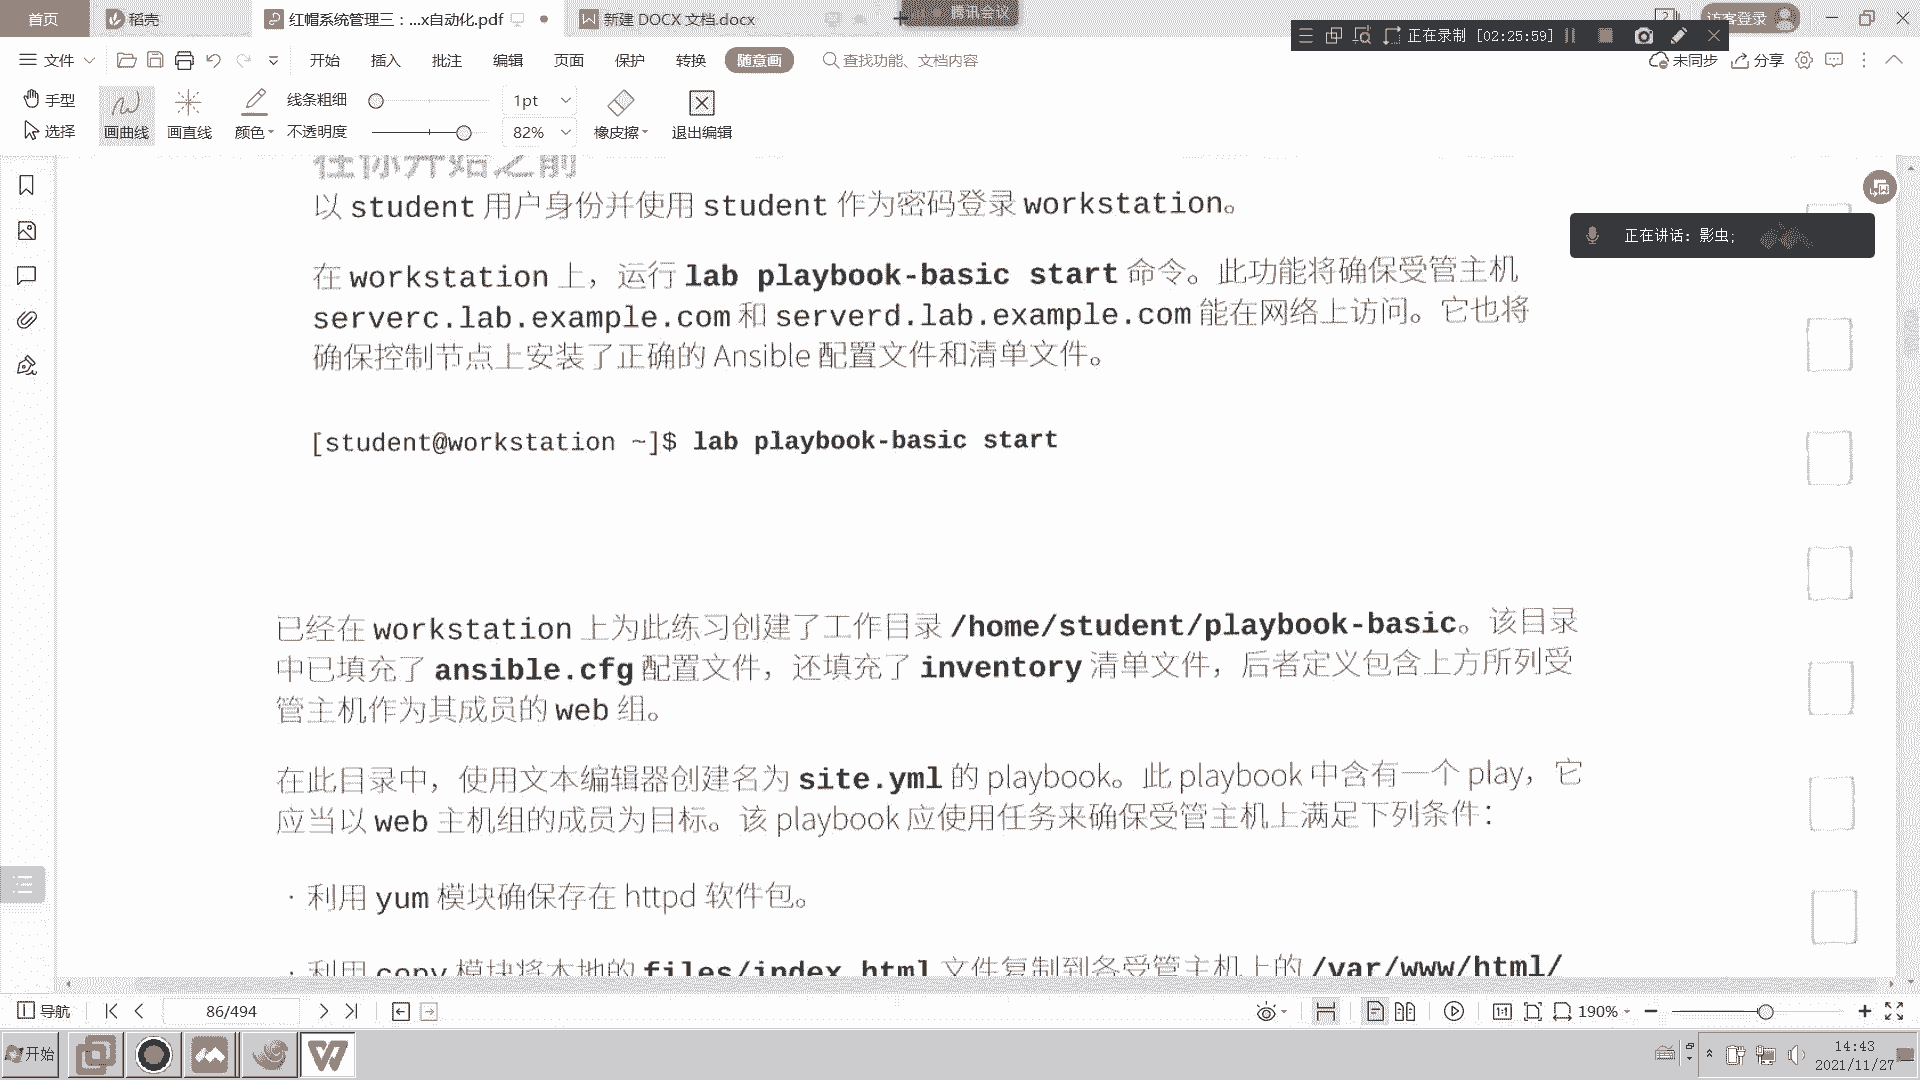 首页
稻壳
红帽系统管理三：...x自动化.pdf
新建 DOCX 文档.docx
腾讯会议
访客登录
正在录制 [02:25:59]
文件
开始 插入 批注 编辑 页面 保护 转换 随意画
查找功能、文档内容
未同步 分享
手型
选择
画曲线 画直线 颜色
线条粗细 1pt
不透明度 82%
橡皮擦 退出编辑
在你开始之前
以 student 用户身份并使用 student 作为密码登录 workstation。
正在讲话：影虫;
在 workstation 上，运行 lab playbook-basic start 命令。此功能将确保受管主机
serverc.lab.example.com 和 serverd.lab.example.com 能在网络上访问。它也将
确保控制节点上安装了正确的 Ansible 配置文件和清单文件。
[student@workstation ~]$ lab playbook-basic start
已经在 workstation 上为此练习创建了工作目录 /home/student/playbook-basic。该目录
中已填充了 ansible.cfg 配置文件，还填充了 inventory 清单文件，后者定义包含上方所列受
管主机作为其成员的 web 组。
在此目录中，使用文本编辑器创建名为 site.yml 的 playbook。此 playbook 中含有一个 play，它
应当以 web 主机组的成员为目标。该 playbook 应使用任务来确保受管主机上满足下列条件：
· 利用 yum 模块确保存在 httpd 软件包。
· 利用 copy 模块将本地的 files/index.html 文件复制到各受管主机上的 /var/www/html/
导航
86/494
1:1
190%
开始
14:43
2021/11/27